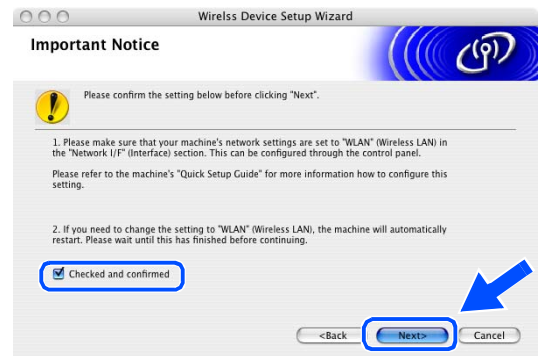 Wirelss Device Setup Wizard
Important Notice
Please confirm the setting below before clicking "Next".
1. Please make sure that your machine's network settings are set to "WLAN" (Wireless LAN) in
the "Network I/F" (Interface) section. This can be configured through the control panel.
Please refer to the machine's "Quick Setup Guide" for more information how to configure this
setting.
2. If you need to change the setting to "WLAN" (Wireless LAN), the machine will automatically
restart. Please wait until this has finished before continuing.
Checked and confirmed
<Back Next> Cancel